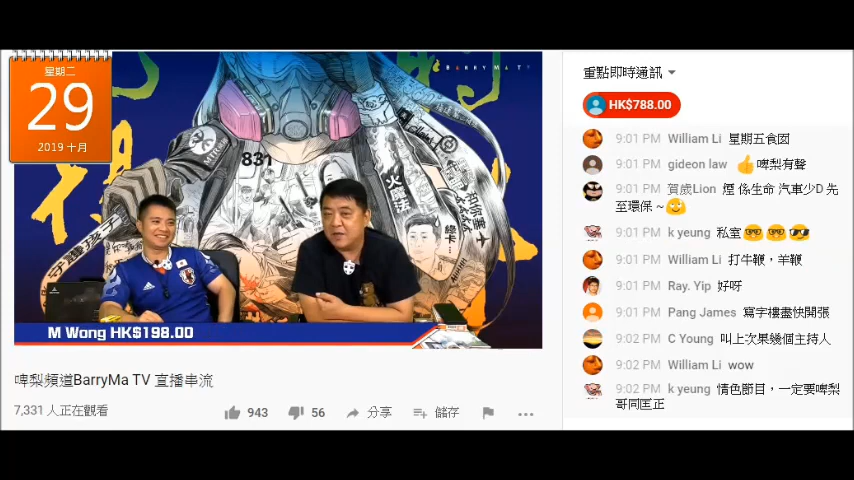 星期二
29
2019 十月
BARRYMATV
831
M Wong HK$198.00
啤梨頻道BarryMa TV 直播串流
7,331 人正在觀看
943
56
分享
儲存
重點即時通訊
HK$788.00
9:01 PM William Li 星期五食囪
9:01 PM gideon law 👍啤梨有聲
9:01 PM 賀歲Lion 煙 係生命 汽車少D 先
至環保 ~
9:01 PM k yeung 私室🤓🤓😎
9:01 PM William Li 打牛鞭，羊鞭
9:01 PM Ray. Yip 好呀
9:01 PM Pang James 寫字樓盡快開張
9:02 PM C Young 叫上次果幾個主持人
9:02 PM William Li wow
9:02 PM k yeung 情色節目，一定要啤梨
哥同匡正